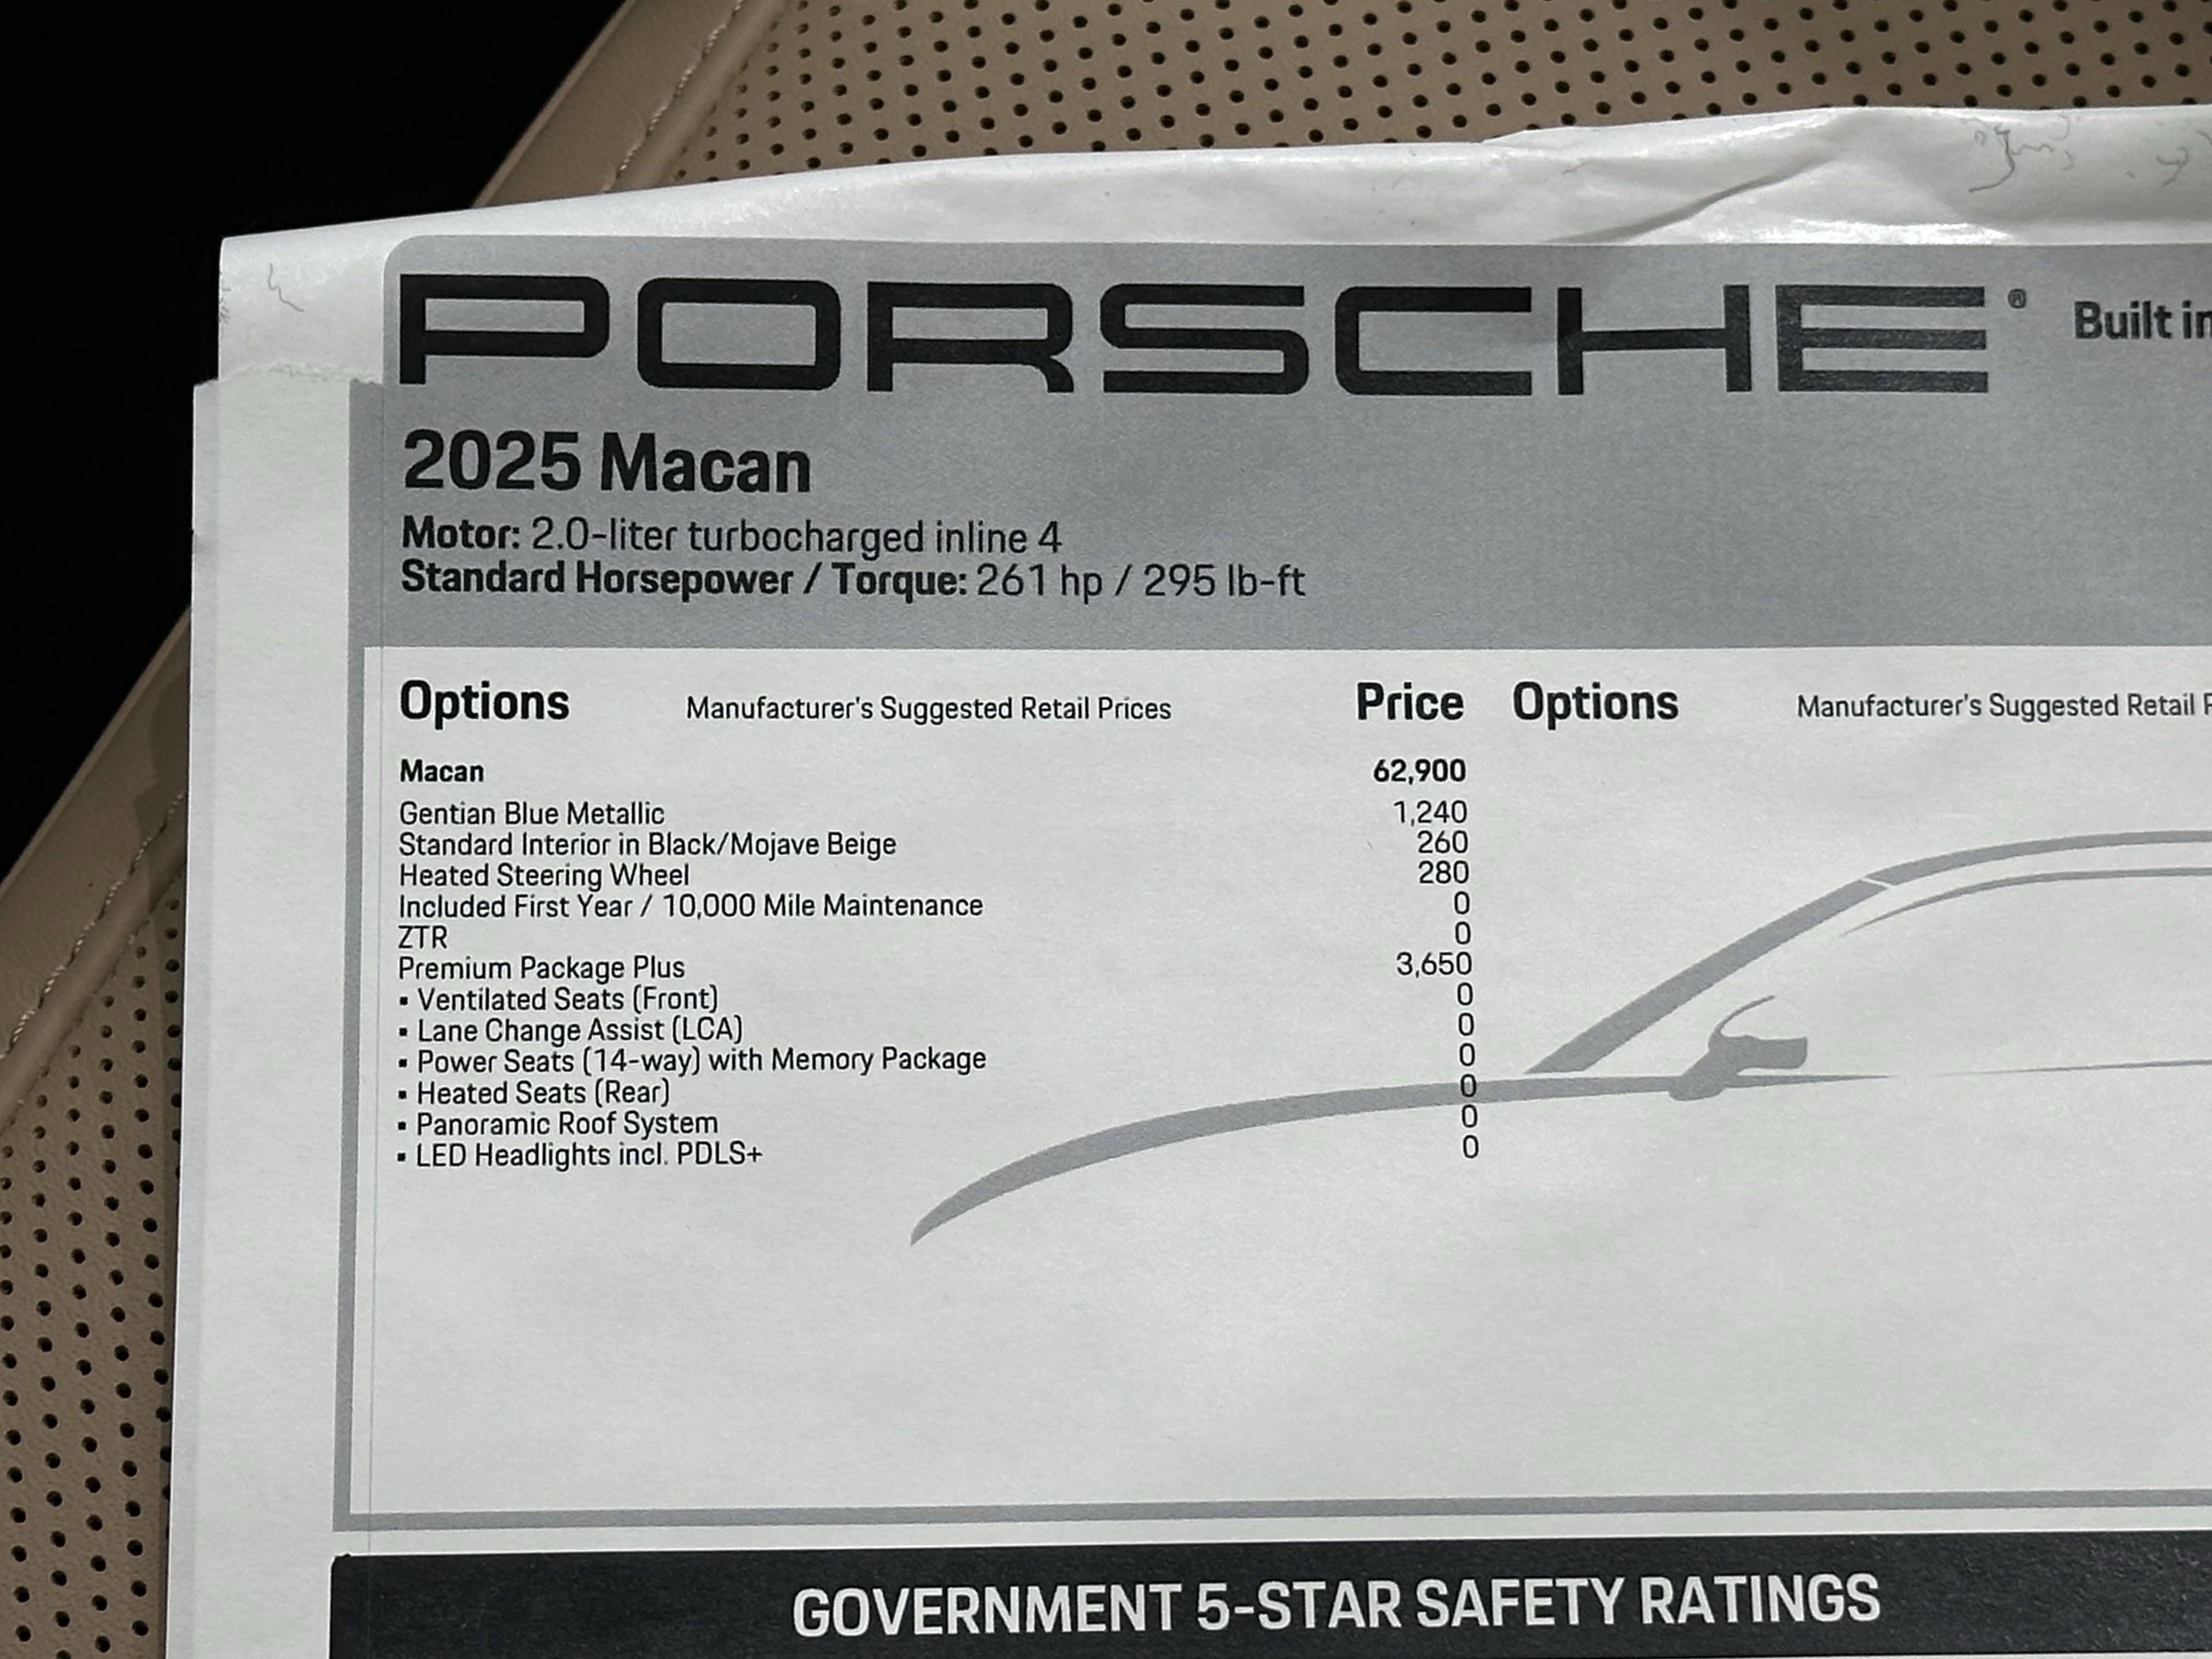 PORSCHE®
Built in
2025 Macan
Motor: 2.0-liter turbocharged inline 4
Standard Horsepower / Torque: 261 hp / 295 lb-ft
Options Manufacturer's Suggested Retail Prices Price Options Manufacturer's Suggested Retail
Macan 62,900
Gentian Blue Metallic 1,240
Standard Interior in Black/Mojave Beige 260
Heated Steering Wheel 280
Included First Year / 10,000 Mile Maintenance 0
ZTR 0
Premium Package Plus 3,650
▪ Ventilated Seats (Front) 0
▪ Lane Change Assist (LCA) 0
▪ Power Seats (14-way) with Memory Package 0
▪ Heated Seats (Rear) 0
▪ Panoramic Roof System 0
▪ LED Headlights incl. PDLS+ 0
GOVERNMENT 5-STAR SAFETY RATINGS